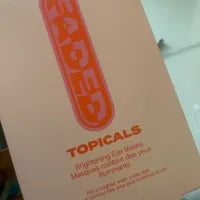 FADED
TOPICALS
Brightening Eye Masks
Masques contour des yeux
illuminants